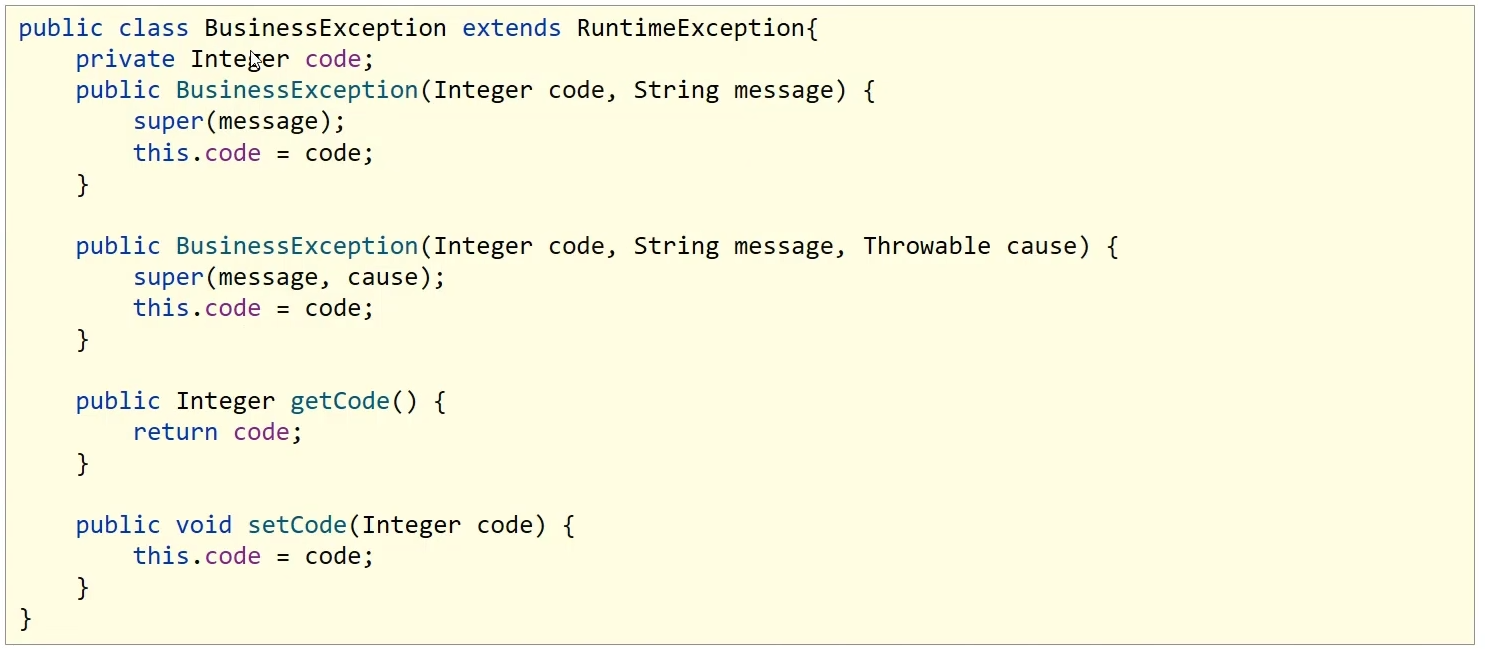 public class BusinessException extends RuntimeException{
    private Integer code;
    public BusinessException(Integer code, String message) {
        super(message);
        this.code = code;
    }

    public BusinessException(Integer code, String message, Throwable cause) {
        super(message, cause);
        this.code = code;
    }

    public Integer getCode() {
        return code;
    }

    public void setCode(Integer code) {
        this.code = code;
    }
}